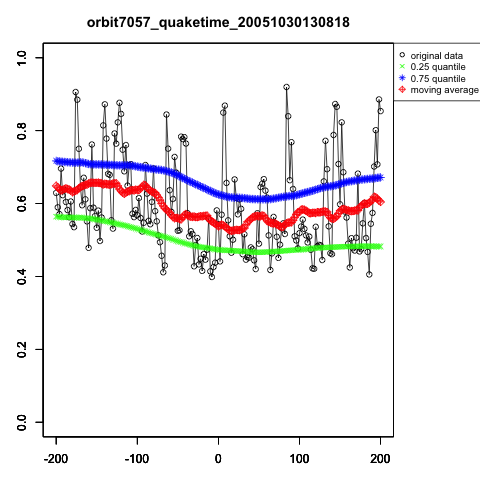 orbit7057_quaketime_20051030130818
original data
0.25 quantile
0.75 quantile
moving average
1.0
0.8
0.6
0.4
0.2
0.0
-200 -100 0 100 200